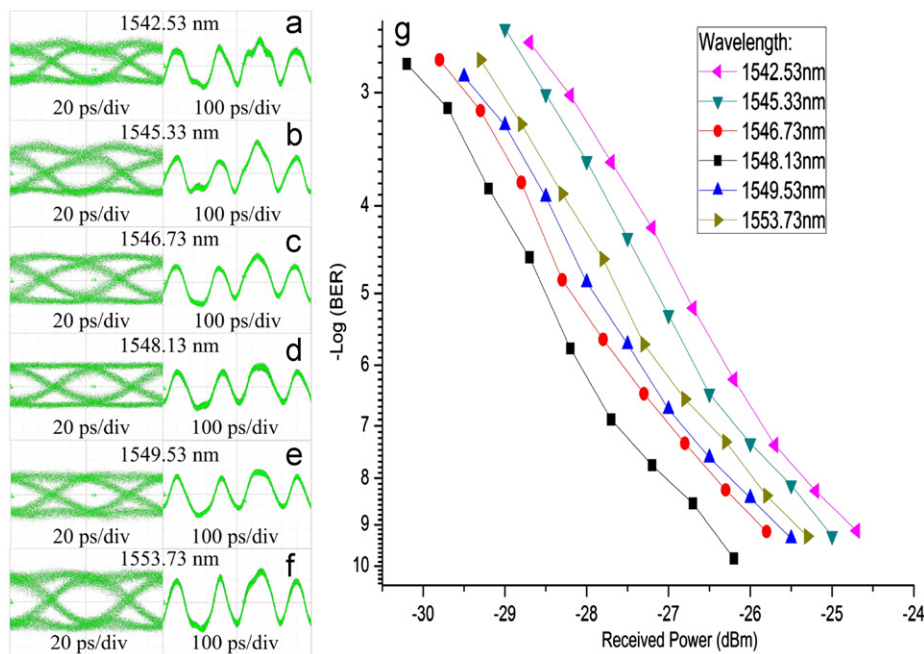 1542.53 nm
a
20 ps/div
100 ps/div
1545.33 nm
b
20 ps/div
100 ps/div
1546.73 nm
c
20 ps/div
100 ps/div
1548.13 nm
d
20 ps/div
100 ps/div
1549.53 nm
e
20 ps/div
100 ps/div
1553.73 nm
f
20 ps/div
100 ps/div
g
Wavelength:
1542.53nm
1545.33nm
1546.73nm
1548.13nm
1549.53nm
1553.73nm
-Log (BER)
3
4
5
6
7
8
9
10
-30
-29
-28
-27
-26
-25
-24
Received Power (dBm)